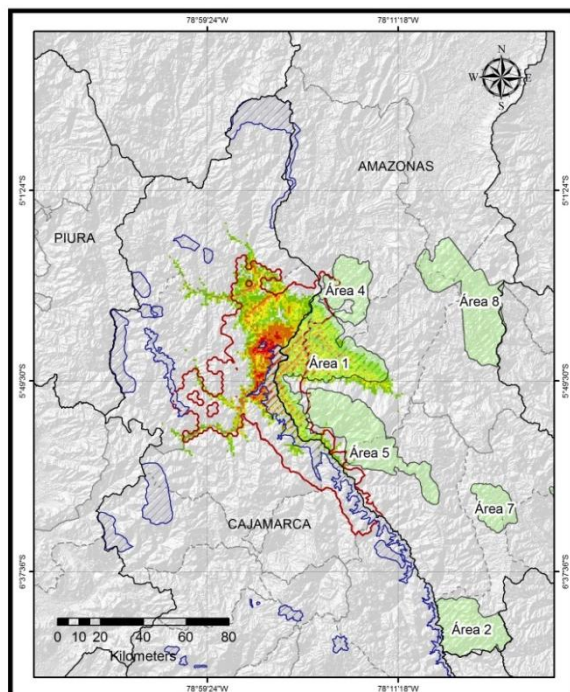 78°59'24"W 78°11'18"W
N
W E
S
AMAZONAS
5°1'24"S 5°1'24"S
PIURA
Área 4
Área 8
Área 1
5°49'30"S 5°49'30"S
Área 5
Área 7
CAJAMARCA
6°37'36"S 6°37'36"S
Área 2
0 10 20 40 60 80
Kilometers
78°59'24"W 78°11'18"W